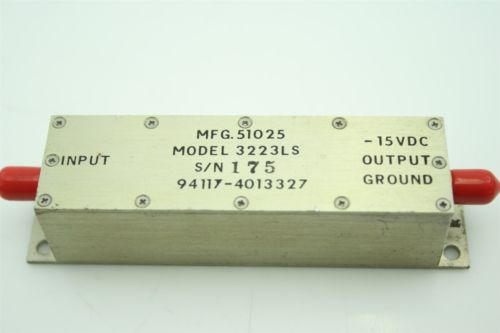 INPUT
MFG.51025
MODEL 3223LS
S/N 175
94117-4013327
-15VDC
OUTPUT
GROUND